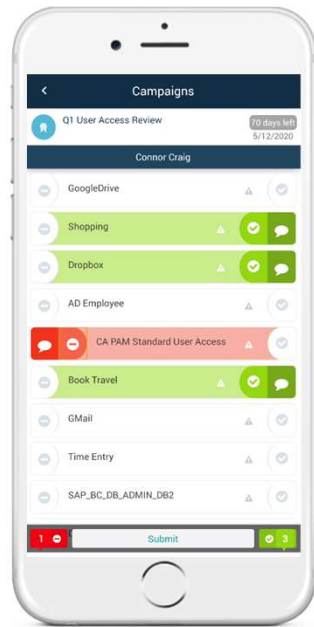 Campaigns
Q1 User Access Review
70 days left
5/12/2020
Connor Craig
GoogleDrive
Shopping
Dropbox
AD Employee
CA PAM Standard User Access
Book Travel
GMail
Time Entry
SAP_BC_DB_ADMIN_DB2
1
Submit
3